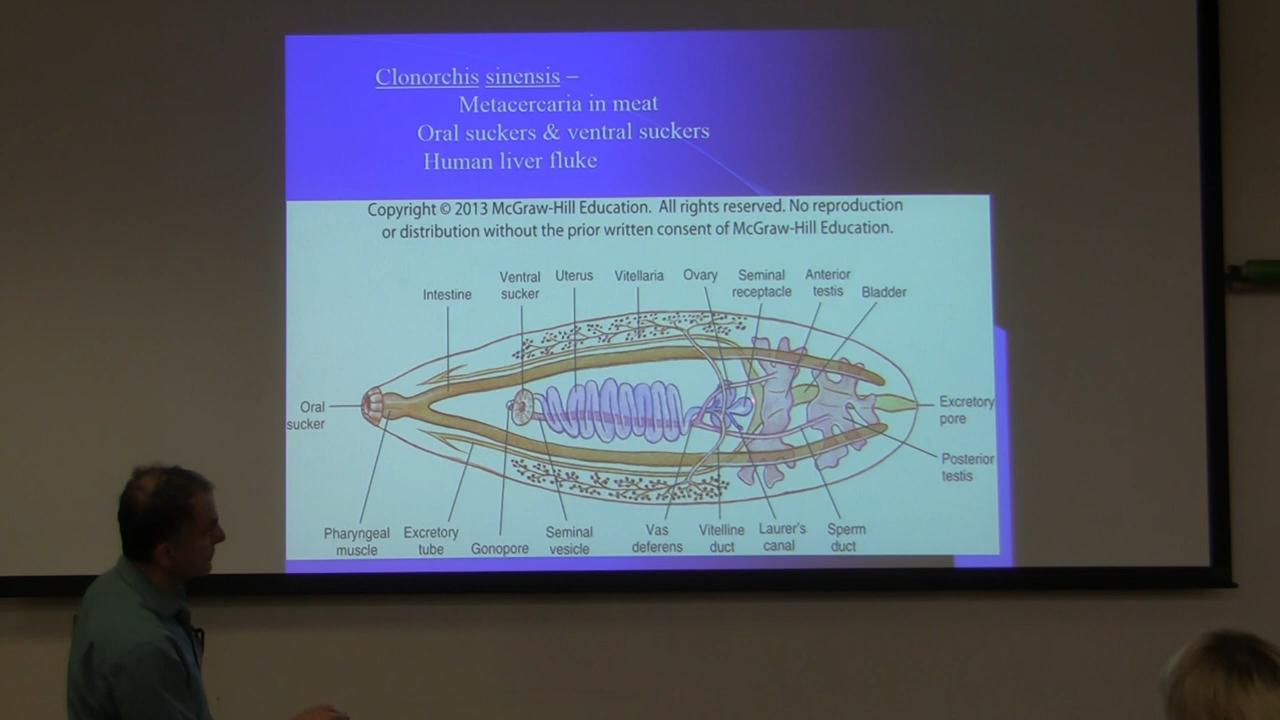 Clonorchis sinensis –
Metacercaria in meat
Oral suckers & ventral suckers
Human liver fluke
Copyright © 2013 McGraw-Hill Education. All rights reserved. No reproduction
or distribution without the prior written consent of McGraw-Hill Education.
Intestine
Ventral
sucker
Uterus
Vitellaria
Ovary
Seminal
receptacle
Anterior
testis
Bladder
Oral
sucker
Excretory
pore
Posterior
testis
Pharyngeal
muscle
Excretory
tube
Gonopore
Seminal
vesicle
Vas
deferens
Vitelline
duct
Laurer's
canal
Sperm
duct